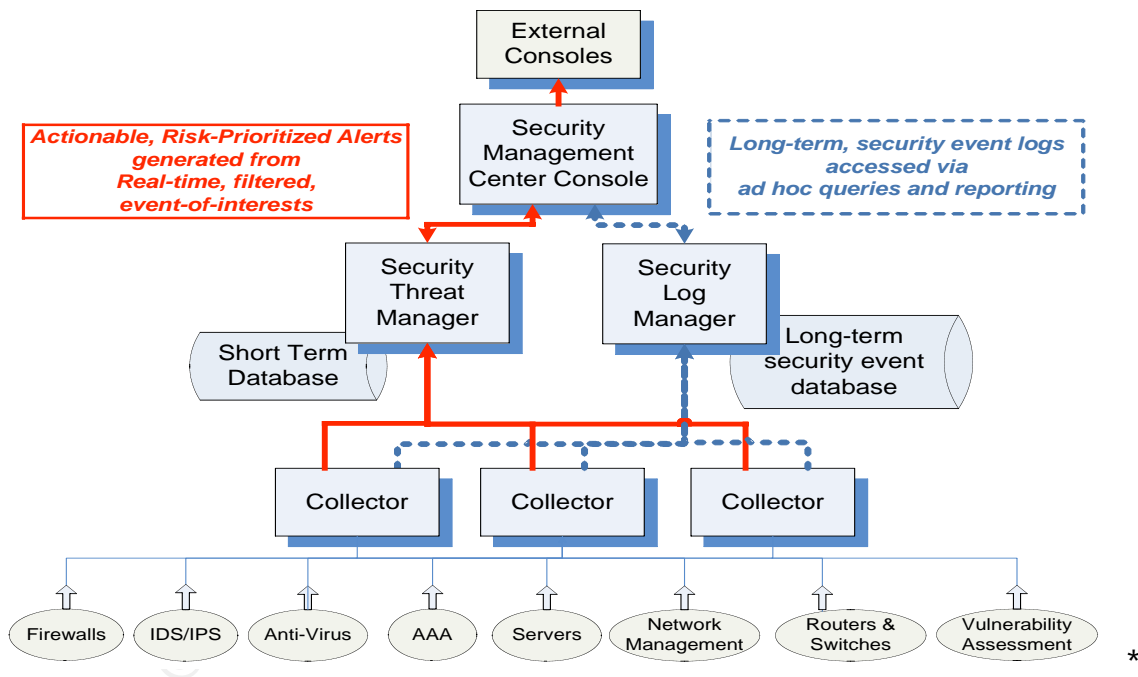 External
Consoles
Actionable, Risk-Prioritized Alerts
generated from
Real-time, filtered,
event-of-interests
Security
Management
Center Console
Long-term, security event logs
accessed via
ad hoc queries and reporting
Security
Threat
Manager
Security
Log
Manager
Short Term
Database
Long-term
security event
database
Collector
Collector
Collector
Firewalls
IDS/IPS
Anti-Virus
AAA
Servers
Network
Management
Routers &
Switches
Vulnerability
Assessment
*